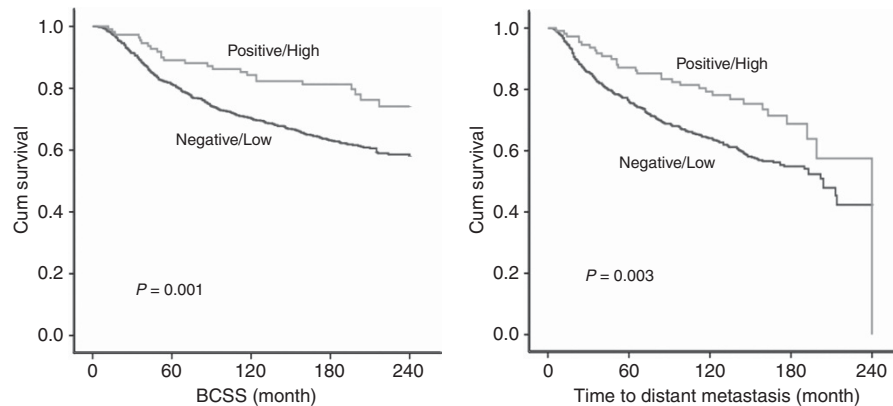 1.0
0.8
0.6
0.4
0.2
0.0
Cum survival
Positive/High
Negative/Low
P = 0.001
0 60 120 180 240
BCSS (month)
1.0
0.8
0.6
0.4
0.2
0.0
Cum survival
Positive/High
Negative/Low
P = 0.003
0 60 120 180 240
Time to distant metastasis (month)